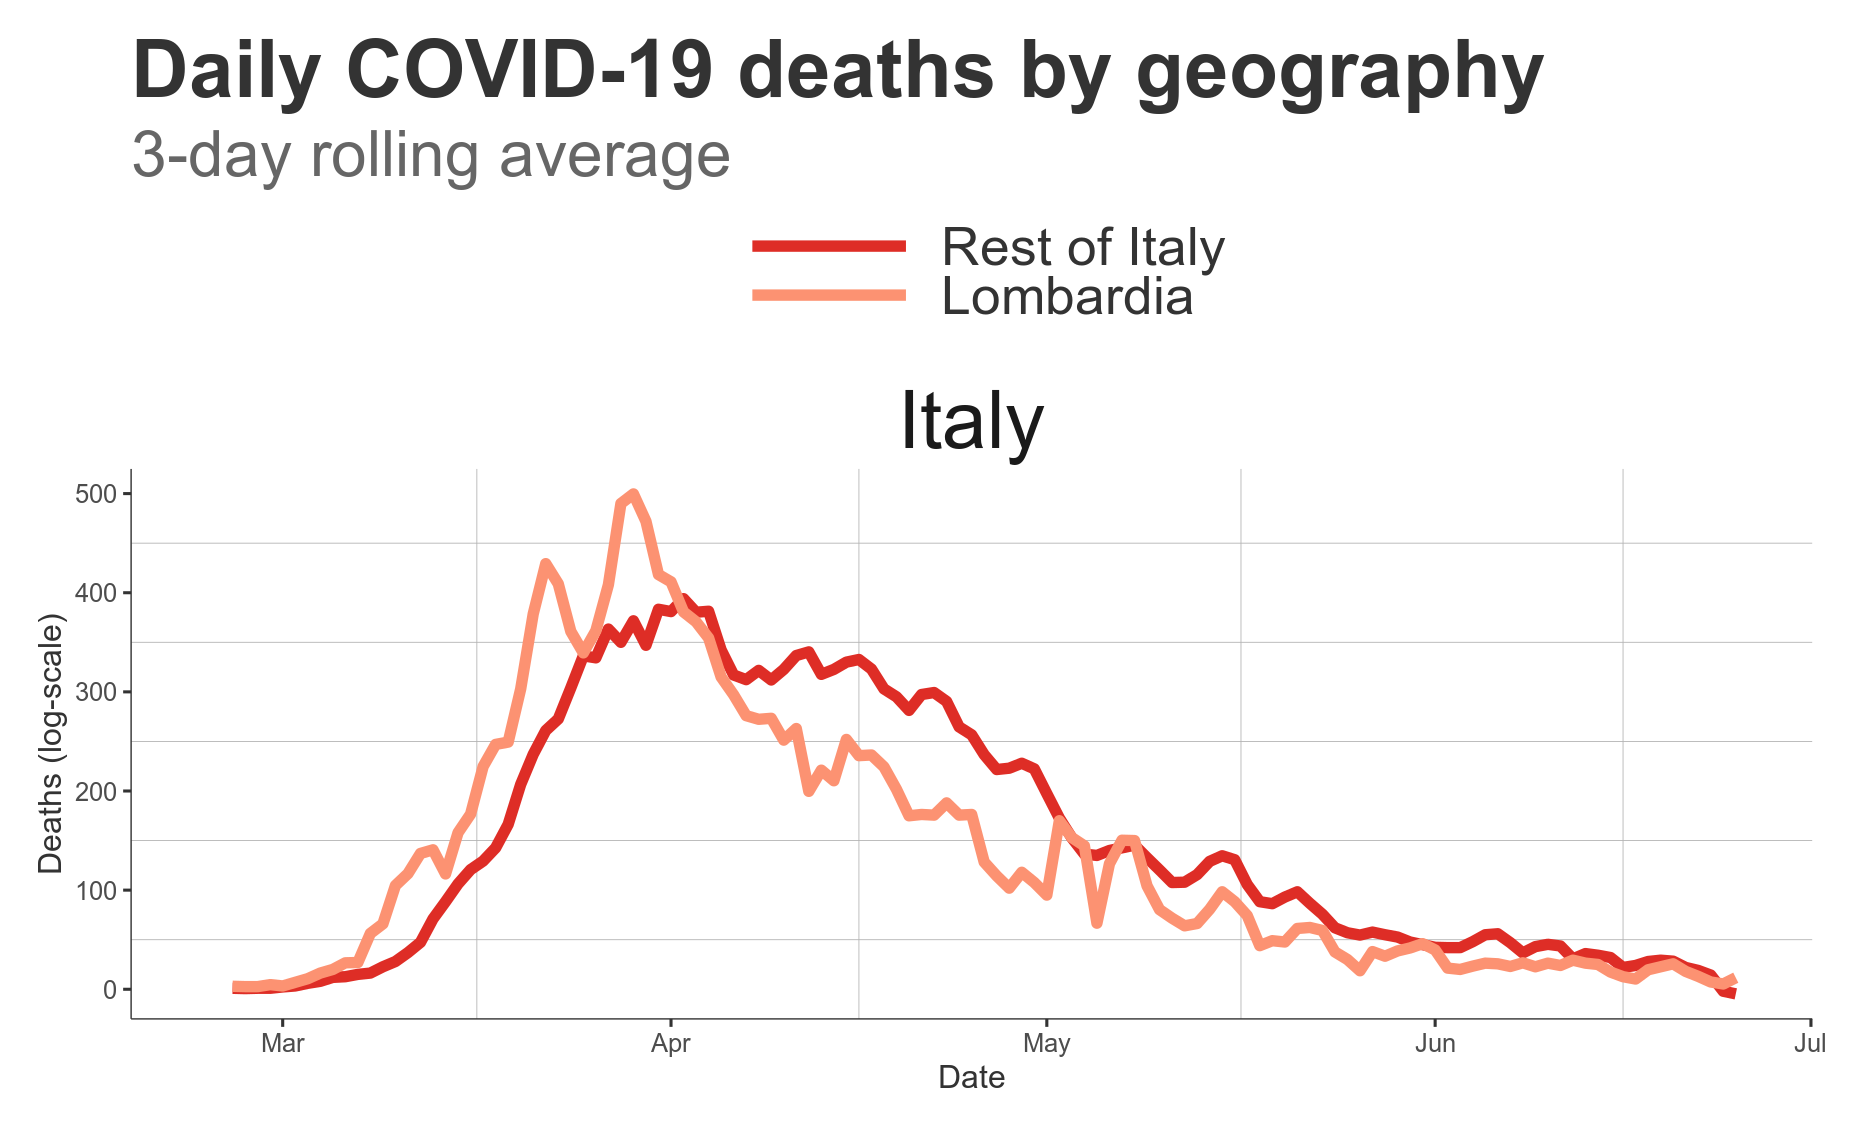 Daily COVID-19 deaths by geography
3-day rolling average
Rest of Italy
Lombardia
Italy
Deaths (log-scale)
500
400
300
200
100
0
Mar Apr May Jun Jul
Date